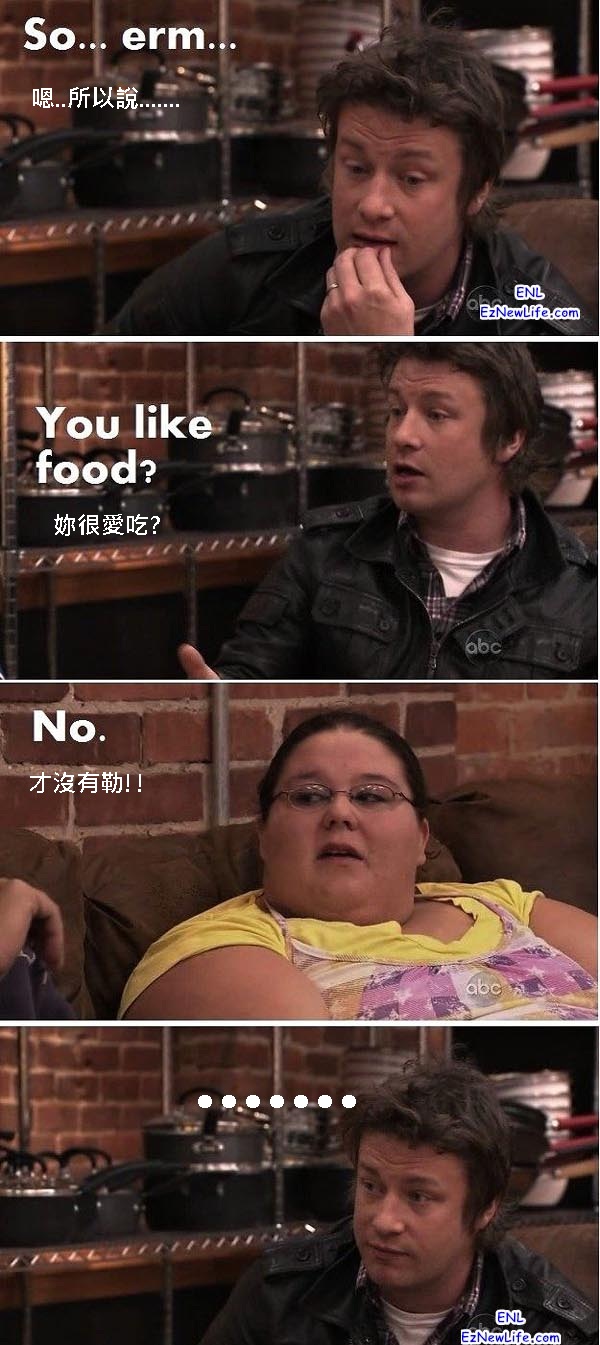 So... erm...
嗯..所以說.......
ENL
EzNewLife.com
You like
food?
妳很愛吃?
abc
No.
才沒有勒!!
abc
.......
ENL
EzNewLife.com